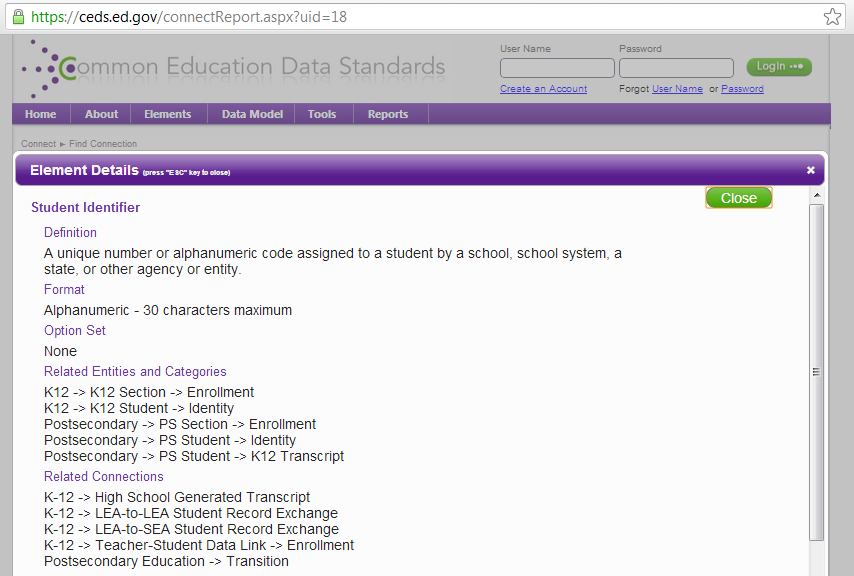 https://ceds.ed.gov/connectReport.aspx?uid=18
Common Education Data Standards
User Name Password
Login
Create an Account Forgot User Name or Password
Home About Elements Data Model Tools Reports
Connect ► Find Connection
Element Details (press "ESC" key to close)
Close
Student Identifier
Definition
A unique number or alphanumeric code assigned to a student by a school, school system, a
state, or other agency or entity.
Format
Alphanumeric - 30 characters maximum
Option Set
None
Related Entities and Categories
K12 -> K12 Section -> Enrollment
K12 -> K12 Student -> Identity
Postsecondary -> PS Section -> Enrollment
Postsecondary -> PS Student -> Identity
Postsecondary -> PS Student -> K12 Transcript
Related Connections
K-12 -> High School Generated Transcript
K-12 -> LEA-to-LEA Student Record Exchange
K-12 -> LEA-to-SEA Student Record Exchange
K-12 -> Teacher-Student Data Link -> Enrollment
Postsecondary Education -> Transition